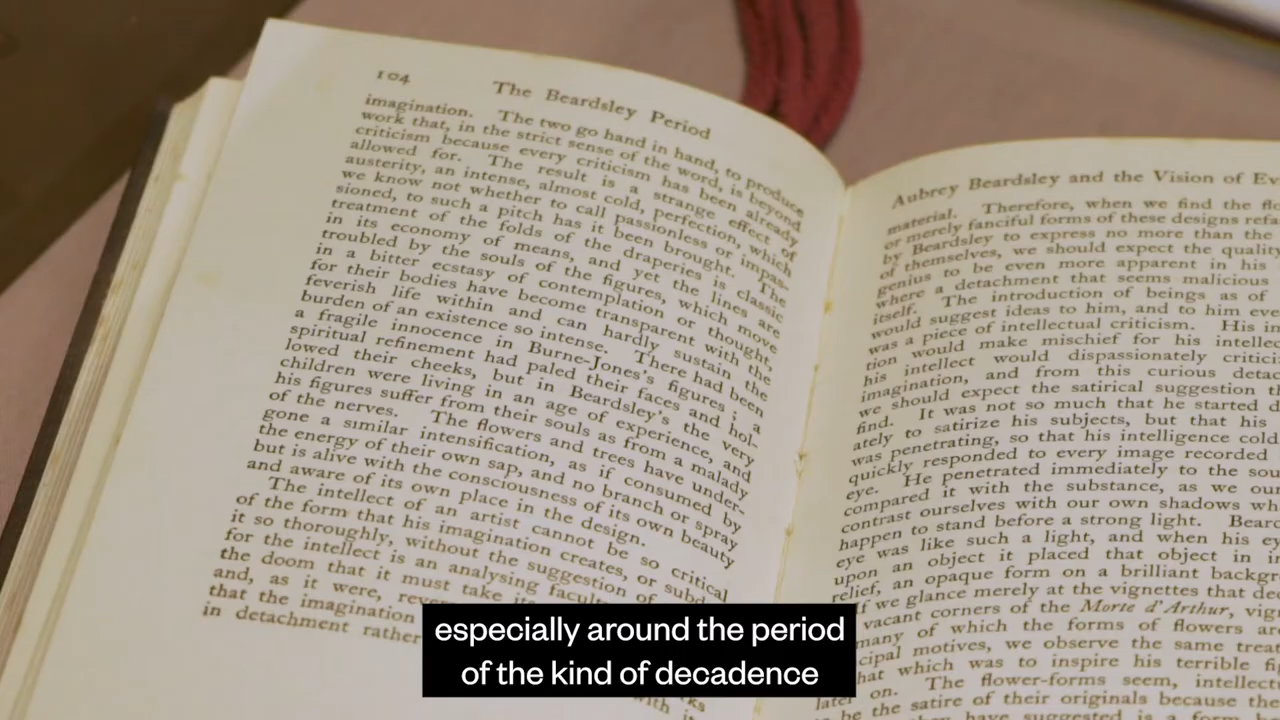 104 The Beardsley Period
imagination. The two go hand in hand, to produce
work that, in the strict sense of the word, is beyond
criticism because every criticism has been already
allowed for. The result is a strange effect of
austerity, an intense, almost cold, perfection, which
we know not whether to call passionless or impas-
sioned, to such a pitch has it been brought. The
treatment of the folds of the draperies is classic
in its economy of means, and yet the lines are
troubled by the souls of the figures, which move
in a bitter ecstasy of contemplation or thought,
for their bodies have become transparent with the
feverish life within and can hardly sustain the
burden of an existence so intense. There had been
a fragile innocence in Burne-Jones's figures; a
spiritual refinement had paled their faces and hol-
lowed their cheeks, but in Beardsley's the very
children were living in an age of experience, and
his figures suffer from their souls as from a malady
of the nerves. The flowers and trees have under-
gone a similar intensification, as if consumed by
the energy of their own sap, and no branch or spray
but is alive with the consciousness of its own beauty
and aware of its own place in the design.
The intellect of an artist cannot be so critical
of the form that his imagination creates, or subd
it so thoroughly, without the suggestion of
for the intellect is an analysing facult
the doom that it must take it
and, as it were, rever
that the imagination
in detachment rather
with i
Aubrey Beardsley and the Vision of Ev
material. Therefore, when we find the flo
or merely fanciful forms of these designs refa
by Beardsley to express no more than the
of themselves, we should expect the quality
genius to be even more apparent in his
where a detachment that seems malicious
itself. The introduction of beings as of
would suggest ideas to him, and to him eve
was a piece of intellectual criticism. His in
tion would make mischief for his intellec
his intellect would dispassionately critici
imagination, and from this curious detac
we should expect the satirical suggestion t
find. It was not so much that he started d
ately to satirize his subjects, but that his
was penetrating, so that his intelligence cold
quickly responded to every image recorded
eye. He penetrated immediately to the sou
compared it with the substance, as we our
contrast ourselves with our own shadows wh
happen to stand before a strong light. Beard
eye was like such a light, and when his ey
upon an object it placed that object in in
relief, an opaque form on a brilliant backgr
If we glance merely at the vignettes that dec
vacant corners of the Morte d'Arthur, vig
many of which the forms of flowers are
cipal motives, we observe the same treat
hat which was to inspire his terrible fi
later on. The flower-forms seem, intellect
be the satire of their originals because the
have suggested is a form
especially around the period
of the kind of decadence